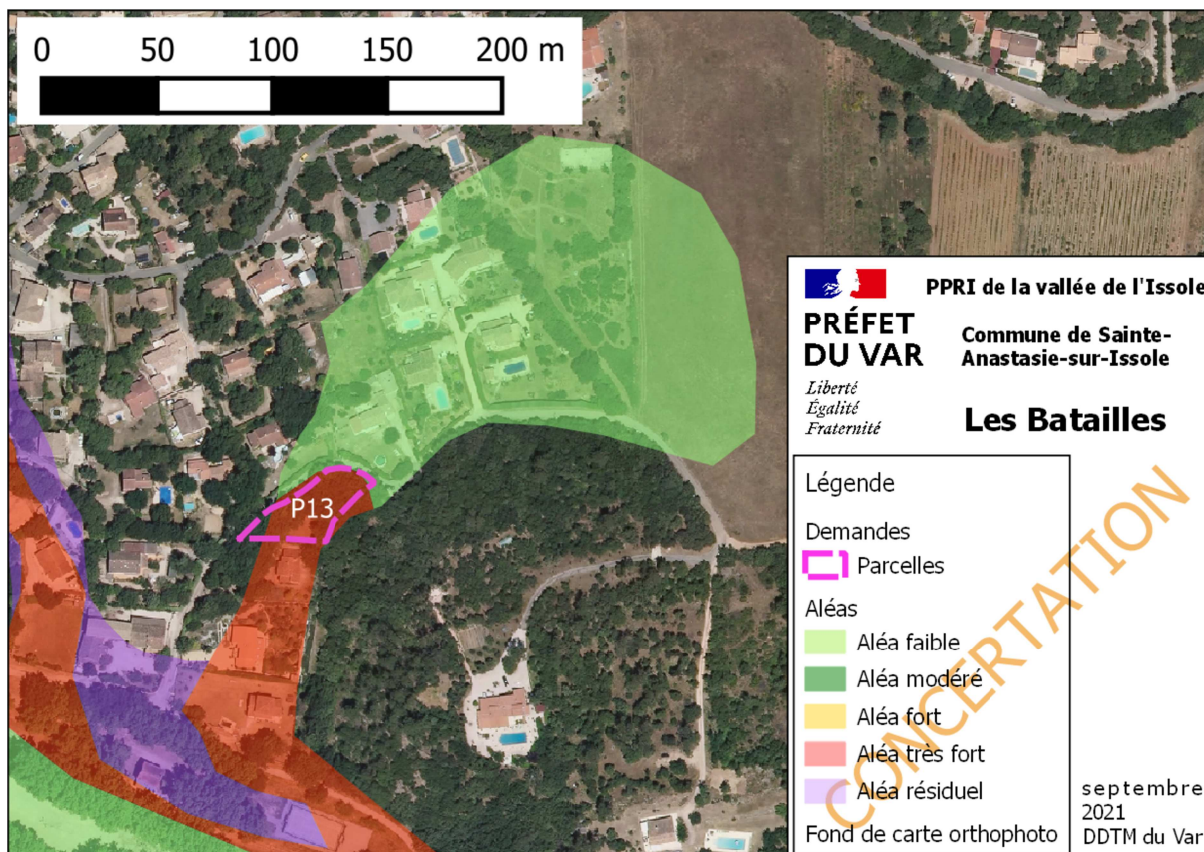 0 50 100 150 200 m
P13
PPRI de la vallée de l'Issole
PRÉFET
DU VAR
Liberté
Égalité
Fraternité
Commune de Sainte-
Anastasie-sur-Issole
Les Batailles
Légende
Demandes
Parcelles
Aléas
Aléa faible
Aléa modéré
Aléa fort
Aléa très fort
Aléa résiduel
Fond de carte orthophoto
CONCERTATION
septembre
2021
DDTM du Var